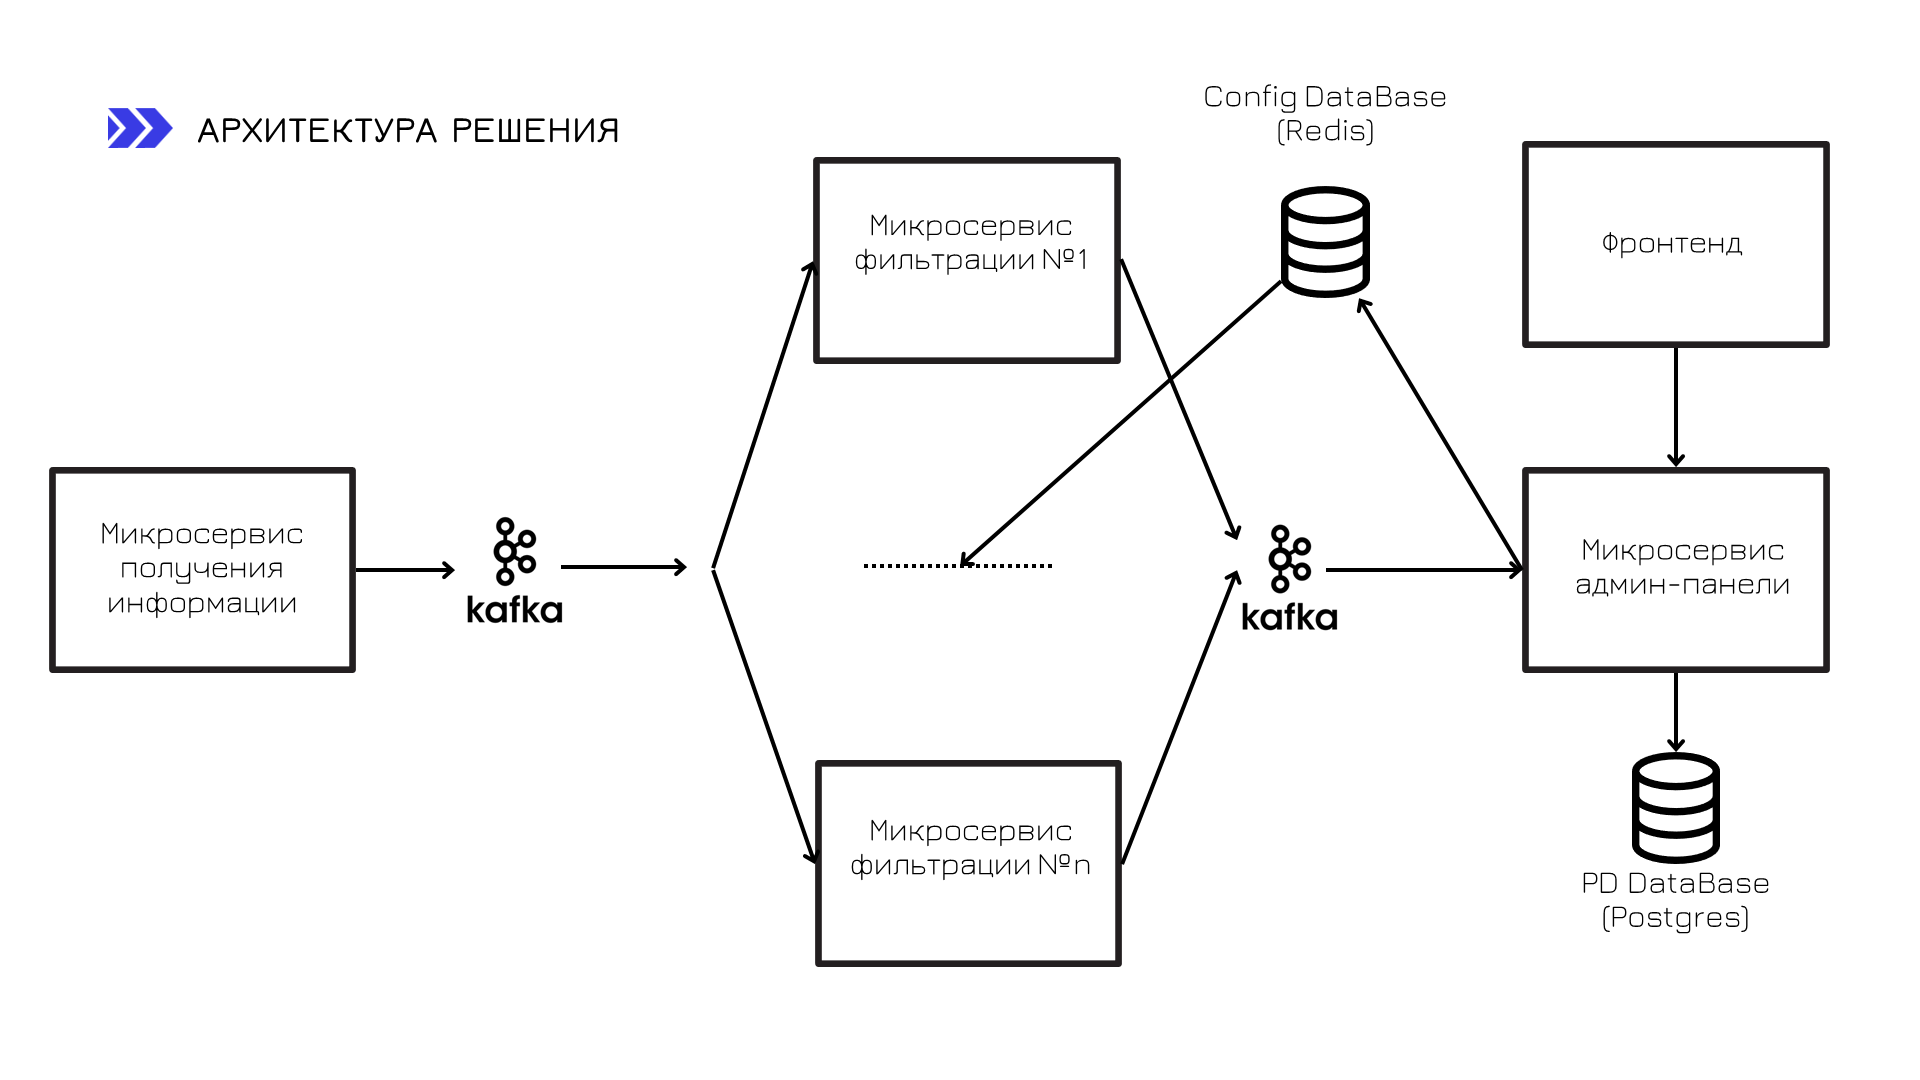 АРХИТЕКТУРА РЕШЕНИЯ
Микросервис
получения
информации
kafka
Микросервис
фильтрации №1
Микросервис
фильтрации №n
Config DataBase
(Redis)
kafka
Фронтенд
Микросервис
админ-панели
PD DataBase
(Postgres)